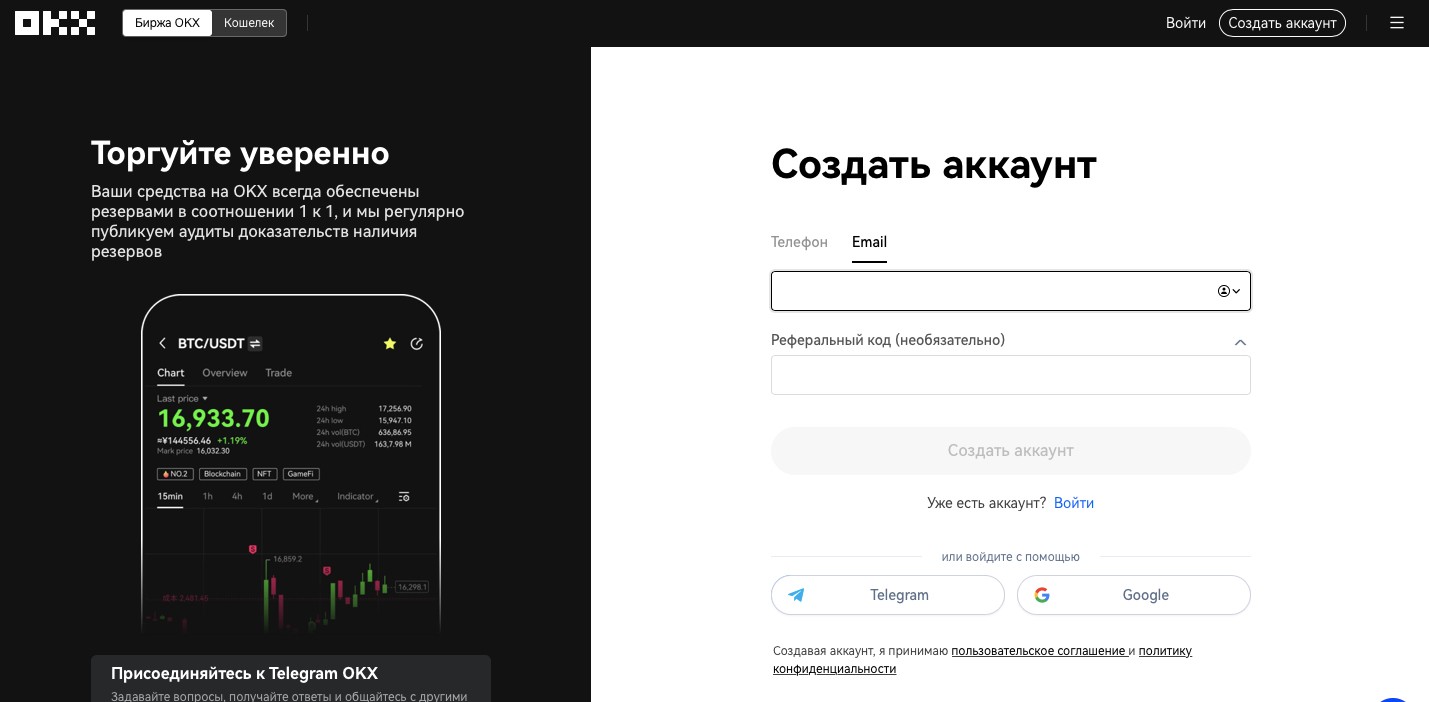 OKX
Биржа OKX
Кошелек
Войти
Создать аккаунт
Торгуйте уверенно
Ваши средства на OKX всегда обеспечены
резервами в соотношении 1 к 1, и мы регулярно
публикуем аудиты доказательств наличия
резервов
BTC/USDT
Chart
Overview
Trade
Last price
16,933.70
≈¥144556.46 +1.19%
Mark price 16,032.30
24h high 17,256.90
24h low 15,947.10
24h vol(BTC) 636,86.95
24h vol(USDT) 163,7.98 M
NO.2
Blockchain
NFT
GameFi
15min
1h
4h
1d
More
Indicator
16,859.2
16,298.1
成本 2,481.45
Присоединяйтесь к Telegram OKX
Задавайте вопросы, получайте ответы и общайтесь с другими
Создать аккаунт
Телефон
Email
Реферальный код (необязательно)
Создать аккаунт
Уже есть аккаунт? Войти
или войдите с помощью
Telegram
Google
Создавая аккаунт, я принимаю пользовательское соглашение и политику
конфиденциальности